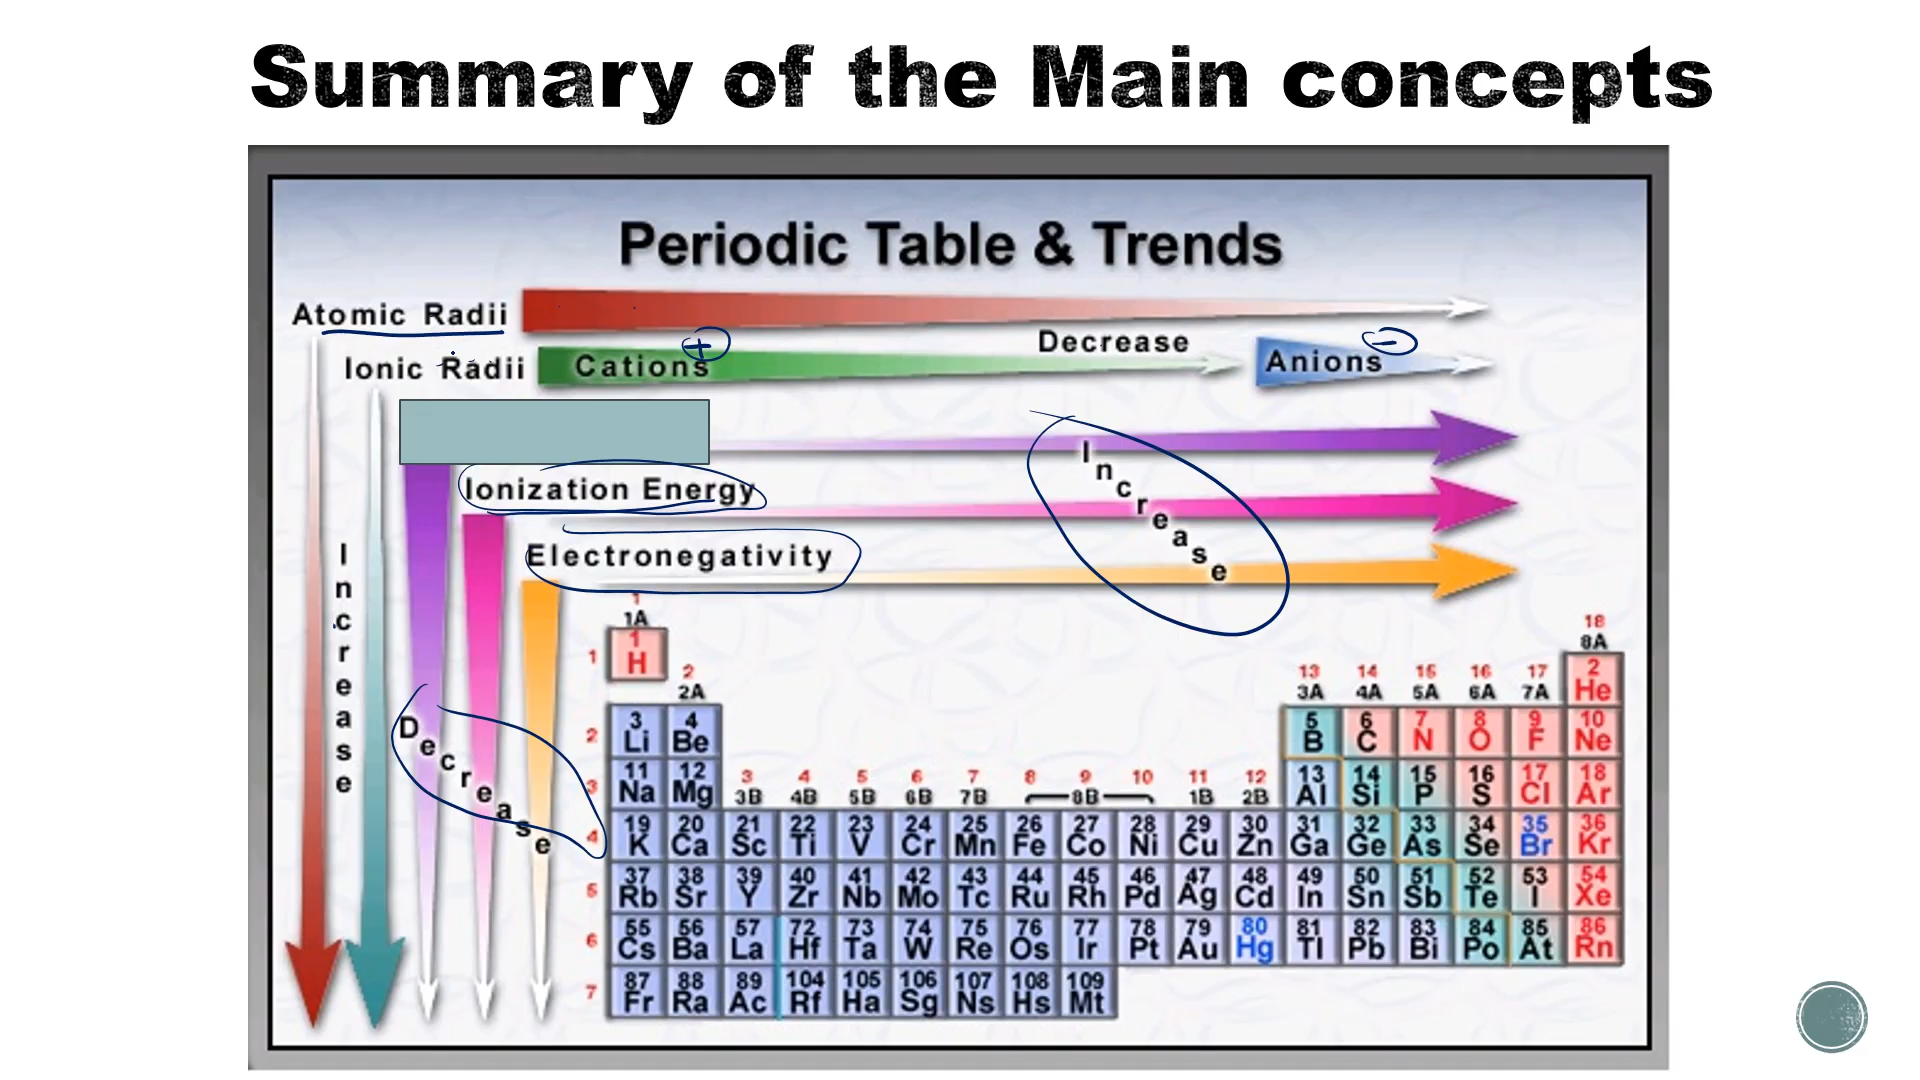 Summary of the Main concepts
Periodic Table & Trends
Atomic Radii
Ionic Radii
Cations
+
Decrease
Anions
-
Ionization Energy
Electronegativity
Increase
Increase
Decrease
1 18
1A 8A
1 1 2
H He
2 13 14 15 16 17
2A 3A 4A 5A 6A 7A
2 3 4 5 6 7 8 9 10
Li Be B C N O F Ne
3 11 12 13 14 15 16 17 18
Na Mg Al Si P S Cl Ar
3 4 5 6 7 8 9 10 11 12
3B 4B 5B 6B 7B 8B 1B 2B
4 19 20 21 22 23 24 25 26 27 28 29 30 31 32 33 34 35 36
K Ca Sc Ti V Cr Mn Fe Co Ni Cu Zn Ga Ge As Se Br Kr
5 37 38 39 40 41 42 43 44 45 46 47 48 49 50 51 52 53 54
Rb Sr Y Zr Nb Mo Tc Ru Rh Pd Ag Cd In Sn Sb Te I Xe
6 55 56 57 72 73 74 75 76 77 78 79 80 81 82 83 84 85 86
Cs Ba La Hf Ta W Re Os Ir Pt Au Hg Tl Pb Bi Po At Rn
7 87 88 89 104 105 106 107 108 109
Fr Ra Ac Rf Ha Sg Ns Hs Mt